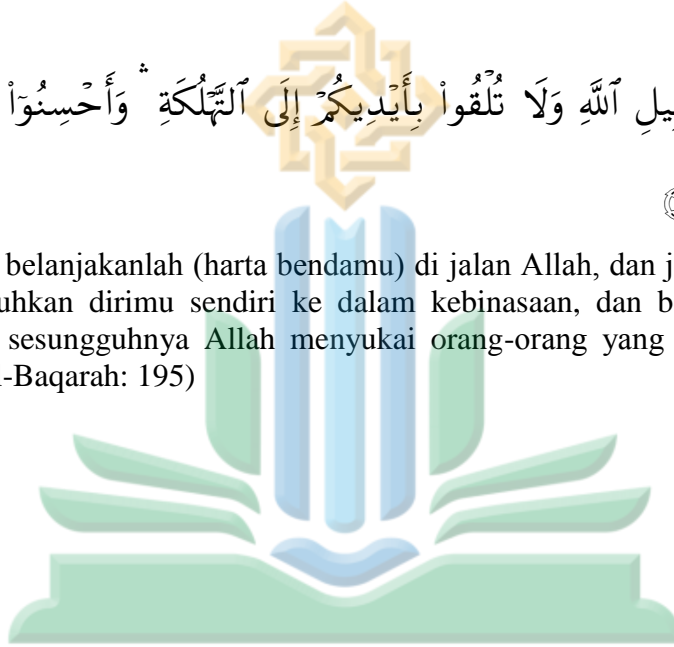 يلِ ٱللَّهِ وَلَا تُلْقُوا۟ بِأَيْدِيكُمْ إِلَى ٱلتَّهْلُكَةِ ۛ وَأَحْسِنُوٓا۟
belanjakanlah (harta bendamu) di jalan Allah, dan j
uhkan dirimu sendiri ke dalam kebinasaan, dan b
sesungguhnya Allah menyukai orang-orang yang
-Baqarah: 195)